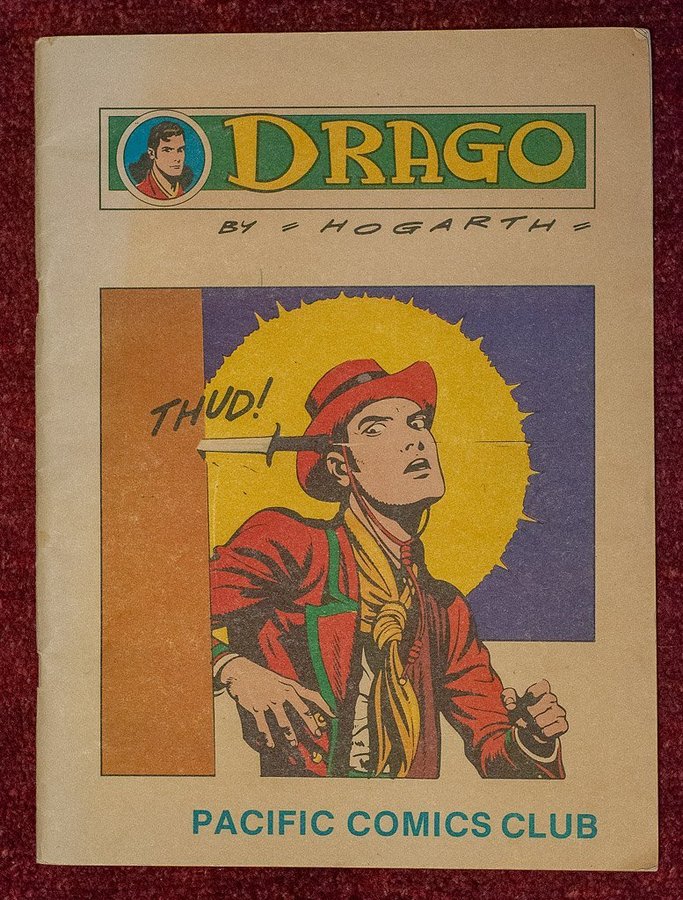 DRAGO
BY = HOGARTH =
THUD!
PACIFIC COMICS CLUB